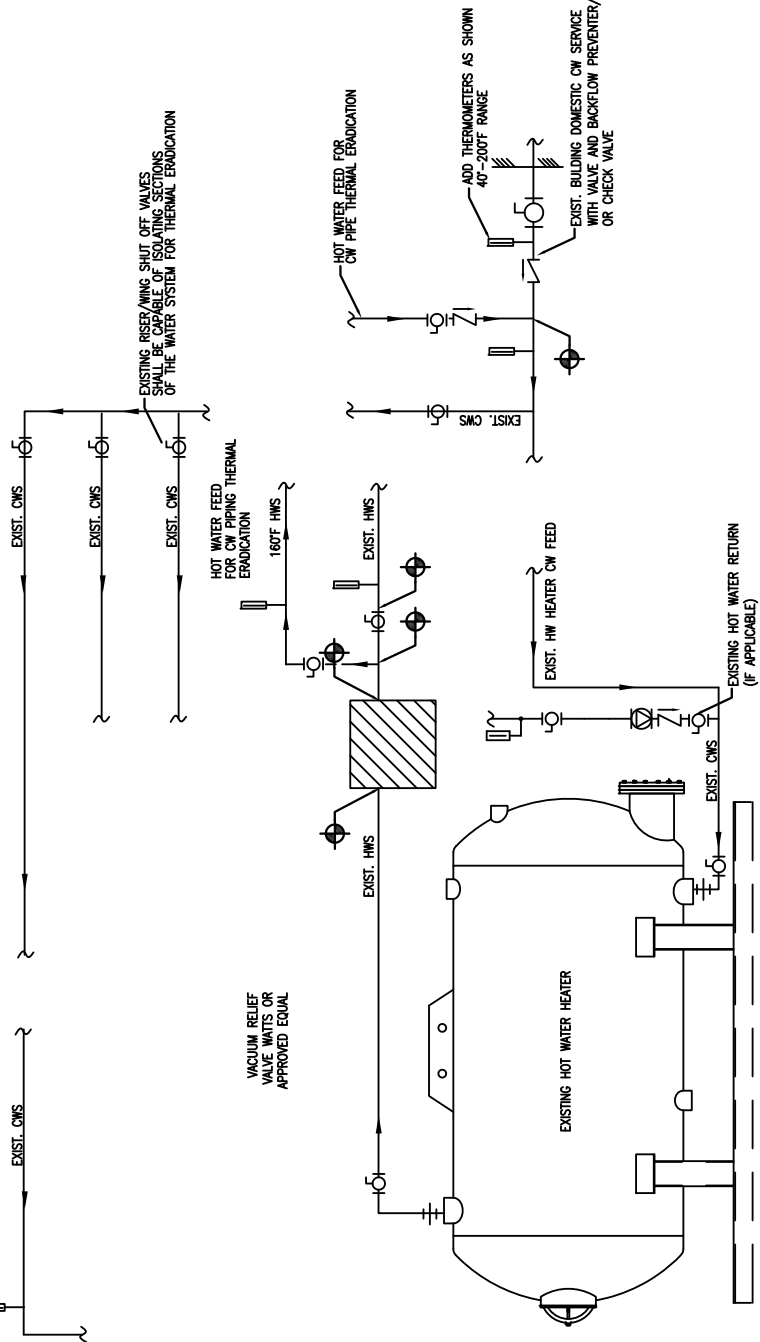 EXIST. CWS
EXIST. CWS
EXIST. CWS
EXIST. CWS
EXISTING RISER/WING SHUT OFF VALVES
SHALL BE CAPABLE OF ISOLATING SECTIONS
OF THE WATER SYSTEM FOR THERMAL ERADICATION
VACUUM RELIEF
VALVE WATTS OR
APPROVED EQUAL
EXIST. HWS
HOT WATER FEED
FOR CW PIPING THERMAL
ERADICATION
160°F HWS
EXIST. HWS
HOT WATER FEED FOR
CW PIPE THERMAL ERADICATION
EXIST. CWS
ADD THERMOMETERS AS SHOWN
40°-200°F RANGE
EXIST. BULDING DOMESTIC CW SERVICE
WITH VALVE AND BACKFLOW PREVENTER/
OR CHECK VALVE
EXISTING HOT WATER HEATER
EXIST. HW HEATER CW FEED
EXIST. CWS
EXISTING HOT WATER RETURN
(IF APPLICABLE)